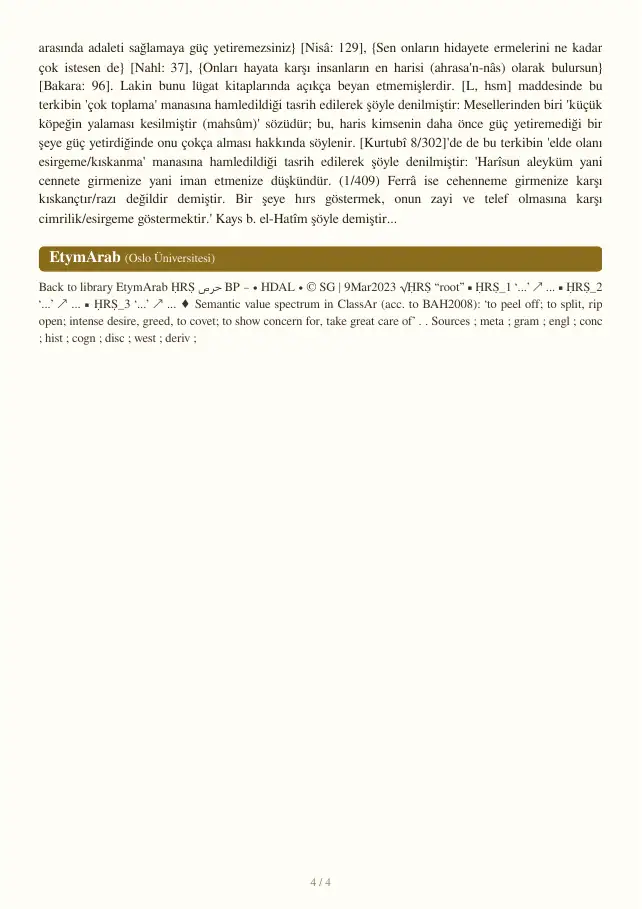 arasında adaleti sağlamaya güç yetiremezsiniz} [Nisâ: 129], {Sen onların hidayete ermelerini ne kadar
çok istesen de} [Nahl: 37], {Onları hayata karşı insanların en harisi (ahrasa'n-nâs) olarak bulursun}
[Bakara: 96]. Lakin bunu lügat kitaplarında açıkça beyan etmemişlerdir. [L, hsm] maddesinde bu
terkibin 'çok toplama' manasına hamledildiği tasrih edilerek şöyle denilmiştir: Mesellerinden biri 'küçük
köpeğin yalaması kesilmiştir (mahsûm)' sözüdür; bu, haris kimsenin daha önce güç yetiremediği bir
şeye güç yetirdiğinde onu çokça alması hakkında söylenir. [Kurtubî 8/302]'de de bu terkibin 'elde olanı
esirgeme/kıskanma' manasına hamledildiği tasrih edilerek şöyle denilmiştir: 'Harîsun aleyküm yani
cennete girmenize yani iman etmenize düşkündür. (1/409) Ferrâ ise cehenneme girmenize karşı
kıskançtır/razı değildir demiştir. Bir şeye hırs göstermek, onun zayi ve telef olmasına karşı
cimrilik/esirgeme göstermektir.' Kays b. el-Hatîm şöyle demiştir...
EtymArab (Oslo Üniversitesi)
Back to library EtymArab ḤRṢ حرص BP – • HDAL • © SG | 9Mar2023 √ḤRṢ “root” ▪ ḤRṢ_1 ‘...’ ↗ ... ▪ ḤRṢ_2
‘...’ ↗ ... ▪ ḤRṢ_3 ‘...’ ↗ ... ♦ Semantic value spectrum in ClassAr (acc. to BAH2008): ‘to peel off; to split, rip
open; intense desire, greed, to covet; to show concern for, take great care of’ . . Sources ; meta ; gram ; engl ; conc
; hist ; cogn ; disc ; west ; deriv ;
4 / 4